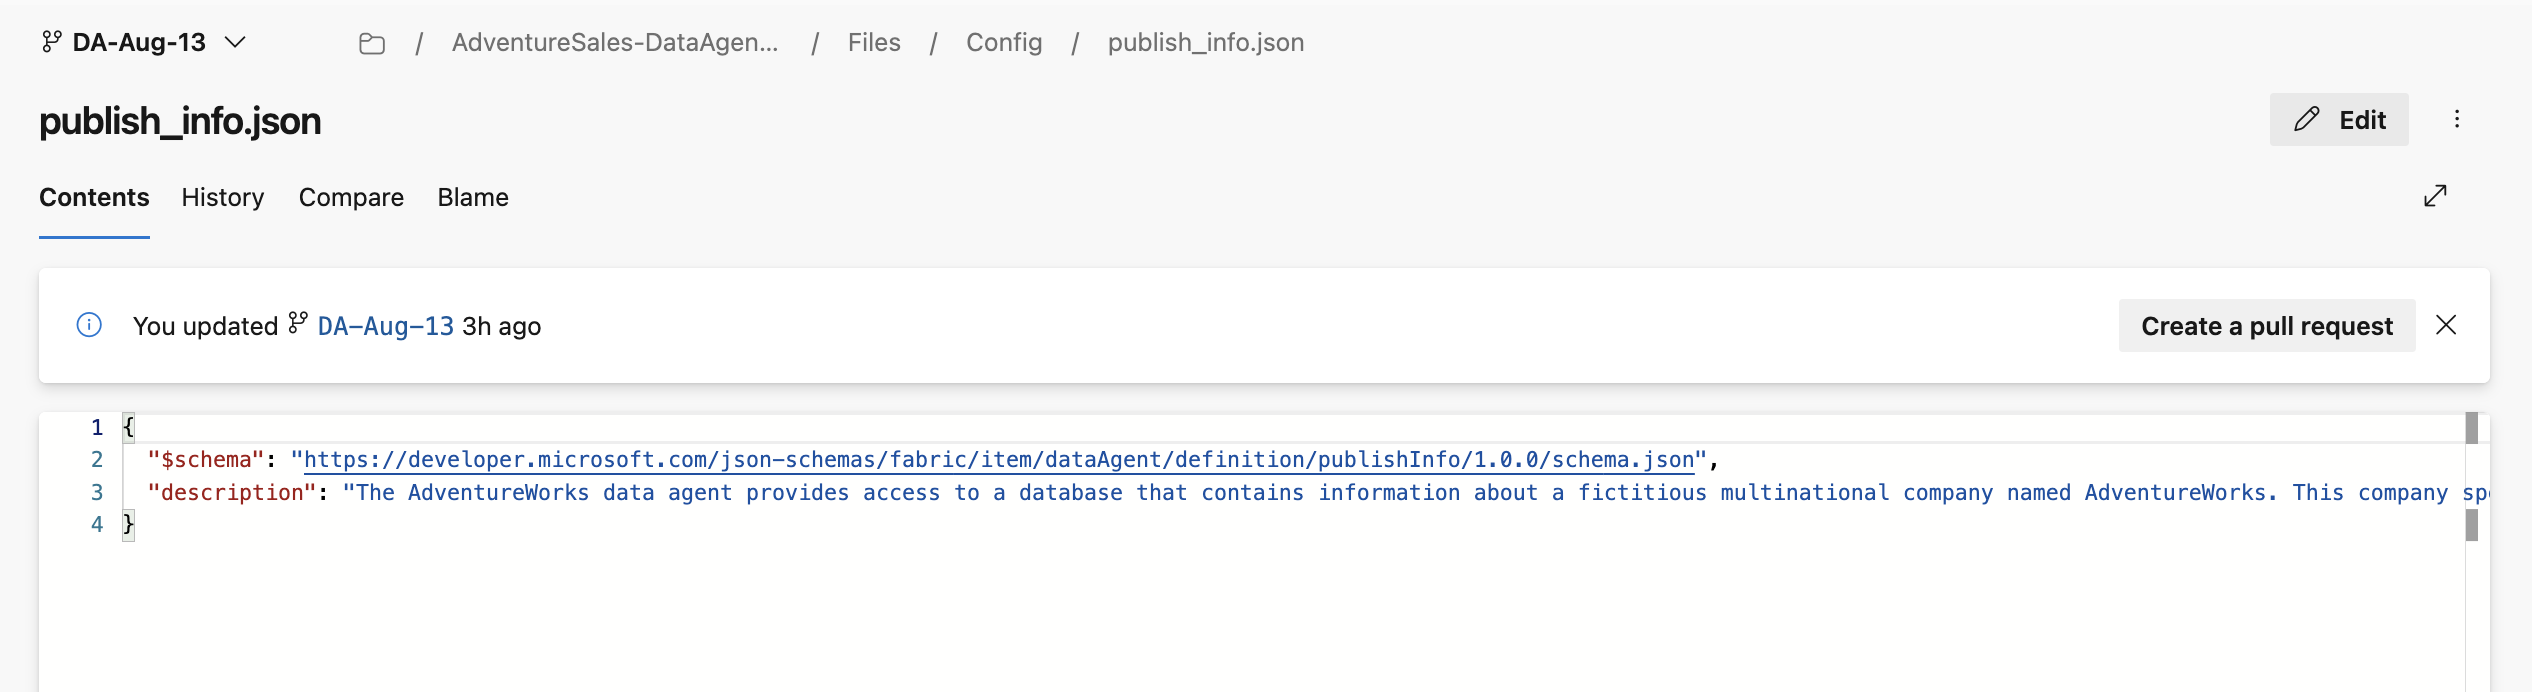 DA-Aug-13 / AdventureSales-DataAgen... / Files / Config / publish_info.json
publish_info.json
Edit
Contents History Compare Blame
You updated DA-Aug-13 3h ago
Create a pull request
1 {
2 "$schema": "https://developer.microsoft.com/json-schemas/fabric/item/dataAgent/definition/publishInfo/1.0.0/schema.json",
3 "description": "The AdventureWorks data agent provides access to a database that contains information about a fictitious multinational company named AdventureWorks. This company sp
4 }